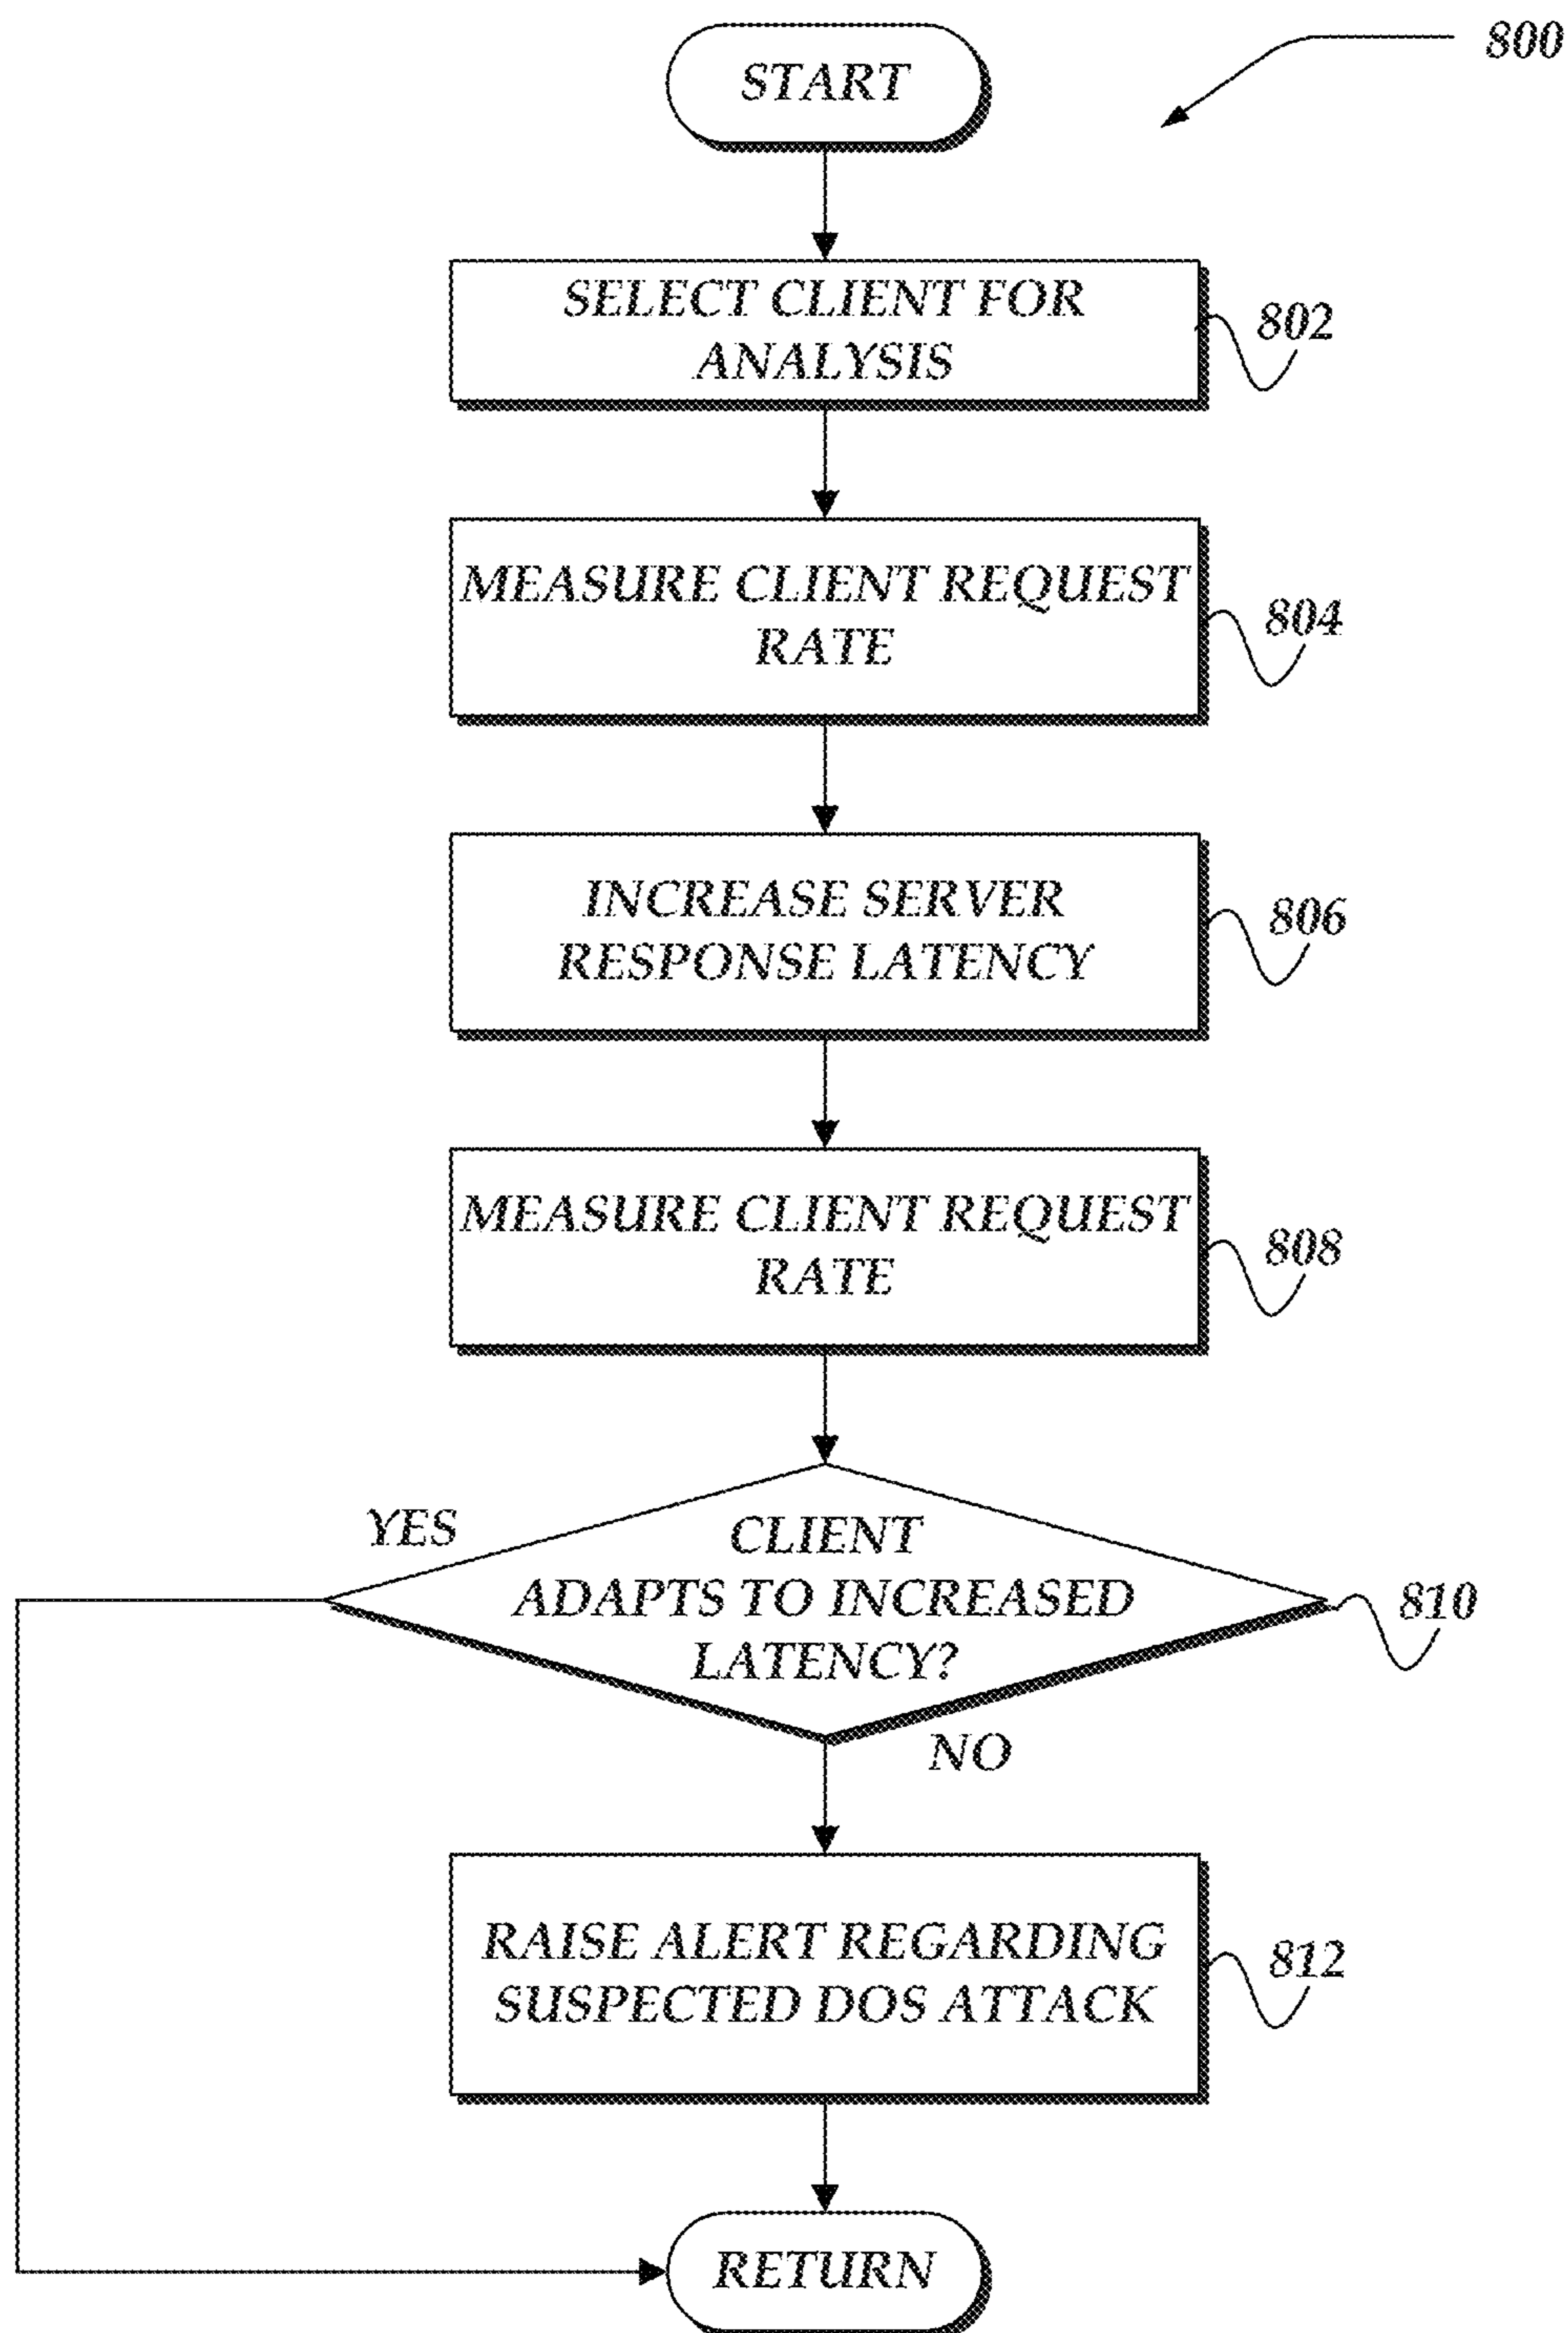 800
START
SELECT CLIENT FOR
ANALYSIS
802
MEASURE CLIENT REQUEST
RATE
804
INCREASE SERVER
RESPONSE LATENCY
806
MEASURE CLIENT REQUEST
RATE
808
YES
CLIENT
ADAPTS TO INCREASED
LATENCY?
810
NO
RAISE ALERT REGARDING
SUSPECTED DOS ATTACK
812
RETURN